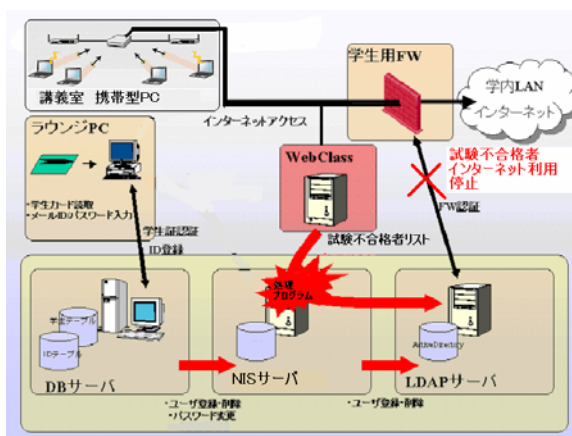 学生用FW
学内LAN
インターネット
講義室 携帯型PC
インターネットアクセス
ラウンジPC
WebClass
試験不合格者
インターネット利用
停止
・学生カード読取
・メールID・パスワード入力
FW認証
学生証認証
ID登録
試験不合格者リスト
処理
プログラム
学生テーブル
IDテーブル
ActiveDirectory
DBサーバ
NISサーバ
LDAPサーバ
・ユーザ登録・削除
・パスワード変更
・ユーザ登録・削除